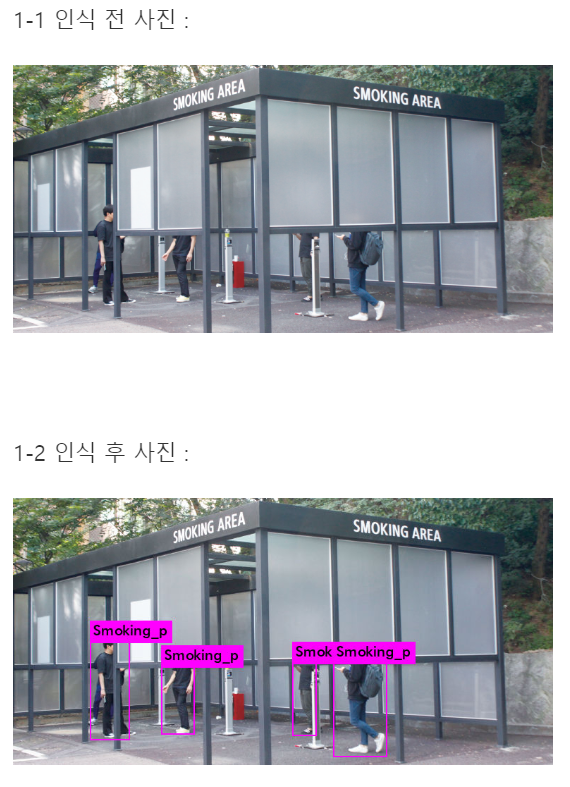 1-1 인식 전 사진 :
SMOKING AREA
SMOKING AREA
1-2 인식 후 사진 :
SMOKING AREA
SMOKING AREA
Smoking_p
Smoking_p
Smok Smoking_p